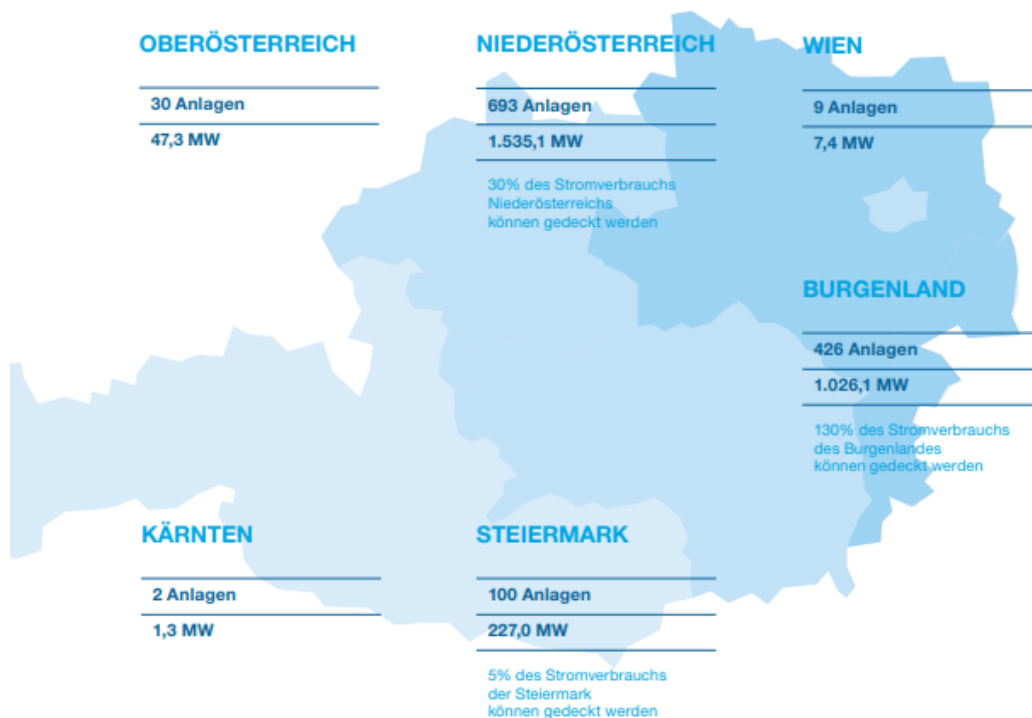 OBERÖSTERREICH
30 Anlagen
47,3 MW
NIEDERÖSTERREICH
693 Anlagen
1.535,1 MW
30% des Stromverbrauchs
Niederösterreichs
können gedeckt werden
WIEN
9 Anlagen
7,4 MW
BURGENLAND
426 Anlagen
1.026,1 MW
130% des Stromverbrauchs
des Burgenlandes
können gedeckt werden
KÄRNTEN
2 Anlagen
1,3 MW
STEIERMARK
100 Anlagen
227,0 MW
5% des Stromverbrauchs
der Steiermark
können gedeckt werden